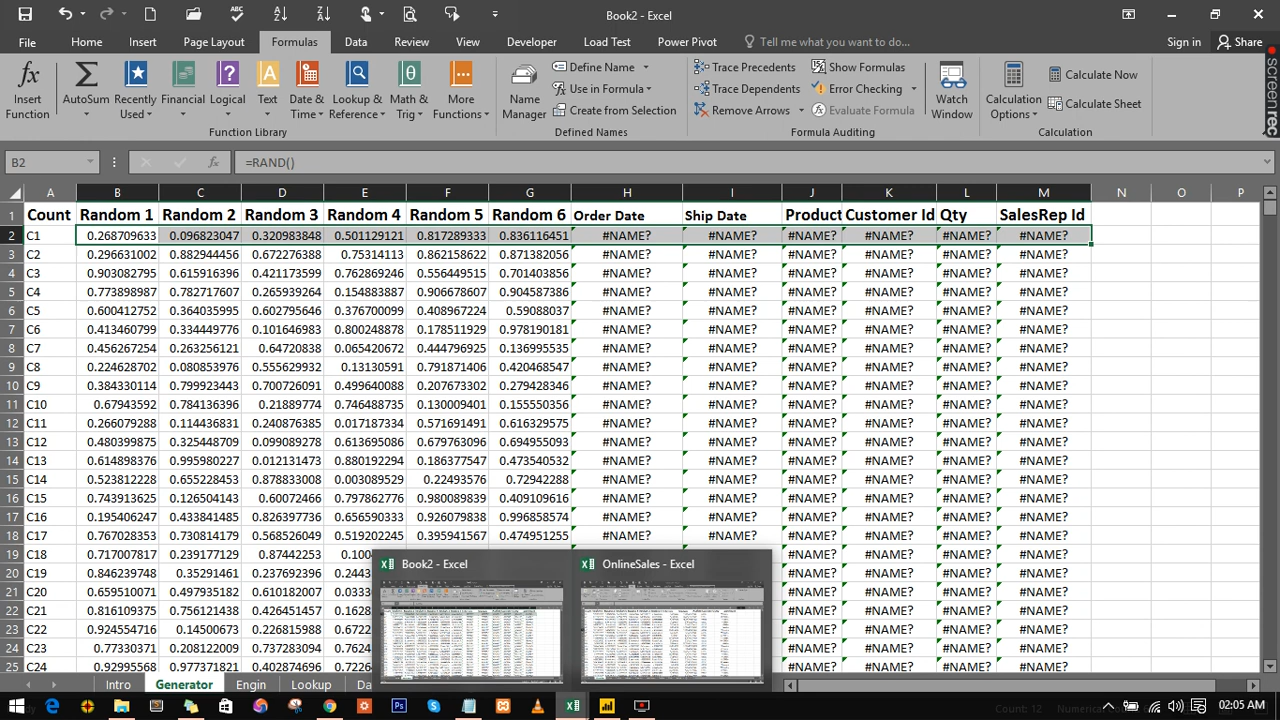 Book2 - Excel
File Home Insert Page Layout Formulas Data Review View Developer Load Test Power Pivot Tell me what you want to do... Sign in Share
Insert Function
AutoSum
Recently Used
Financial
Logical
Text
Date & Time
Lookup & Reference
Math & Trig
More Functions
Function Library
Name Manager
Define Name
Use in Formula
Create from Selection
Defined Names
Trace Precedents
Trace Dependents
Remove Arrows
Show Formulas
Error Checking
Evaluate Formula
Formula Auditing
Watch Window
Calculation Options
Calculate Now
Calculate Sheet
Calculation
screenrec
B2 fx =RAND()
A B C D E F G H I J K L M N O P
1 Count Random 1 Random 2 Random 3 Random 4 Random 5 Random 6 Order Date Ship Date Product Customer Id Qty SalesRep Id
2 C1 0.268709633 0.096823047 0.320983848 0.501129121 0.817289333 0.836116451 #NAME? #NAME? #NAME? #NAME? #NAME? #NAME?
3 C2 0.296631002 0.882944456 0.672276388 0.75314113 0.862158622 0.871382056 #NAME? #NAME? #NAME? #NAME? #NAME? #NAME?
4 C3 0.903082795 0.615916396 0.421173599 0.762869246 0.556449515 0.701403856 #NAME? #NAME? #NAME? #NAME? #NAME? #NAME?
5 C4 0.773898987 0.782717607 0.265939264 0.154883887 0.906678607 0.904587386 #NAME? #NAME? #NAME? #NAME? #NAME? #NAME?
6 C5 0.600412752 0.364035995 0.602795646 0.376700099 0.408967224 0.59088037 #NAME? #NAME? #NAME? #NAME? #NAME? #NAME?
7 C6 0.413460799 0.334449776 0.101646983 0.800248878 0.178511929 0.978190181 #NAME? #NAME? #NAME? #NAME? #NAME? #NAME?
8 C7 0.456267254 0.263256121 0.64720838 0.065420672 0.444796925 0.136995535 #NAME? #NAME? #NAME? #NAME? #NAME? #NAME?
9 C8 0.224628702 0.080853976 0.555629932 0.13130591 0.791871406 0.420468547 #NAME? #NAME? #NAME? #NAME? #NAME? #NAME?
10 C9 0.384330114 0.799923443 0.700726091 0.499640088 0.207673302 0.279428346 #NAME? #NAME? #NAME? #NAME? #NAME? #NAME?
11 C10 0.67943592 0.784136396 0.21889774 0.746488735 0.130009401 0.155550356 #NAME? #NAME? #NAME? #NAME? #NAME? #NAME?
12 C11 0.266079288 0.114436831 0.240876385 0.017187334 0.571691491 0.616329575 #NAME? #NAME? #NAME? #NAME? #NAME? #NAME?
13 C12 0.480399875 0.325448709 0.099089278 0.613695086 0.679763096 0.694955093 #NAME? #NAME? #NAME? #NAME? #NAME? #NAME?
14 C13 0.614898376 0.995980227 0.012131473 0.880192294 0.186377547 0.473540532 #NAME? #NAME? #NAME? #NAME? #NAME? #NAME?
15 C14 0.523812228 0.655228453 0.878833008 0.003089529 0.22493576 0.72942288 #NAME? #NAME? #NAME? #NAME? #NAME? #NAME?
16 C15 0.743913625 0.126504143 0.60072466 0.797862776 0.980089839 0.409109616 #NAME? #NAME? #NAME? #NAME? #NAME? #NAME?
17 C16 0.195406247 0.433841485 0.826397736 0.656590333 0.926079838 0.996858574 #NAME? #NAME? #NAME? #NAME? #NAME? #NAME?
18 C17 0.767028353 0.730814179 0.568526049 0.519202245 0.395941567 0.474951255 #NAME? #NAME? #NAME? #NAME? #NAME? #NAME?
19 C18 0.717007817 0.239177129 0.87442253 0.100 #NAME? #NAME? #NAME? #NAME?
20 C19 0.846230748 0.35291461 0.237692396 0.2443 #NAME? #NAME? #NAME? #NAME?
21 C20 0.659510071 0.497935182 0.610182007 0.0323 #NAME? #NAME? #NAME? #NAME?
22 C21 0.816109375 0.756121348 0.426451457 0.1628 #NAME? #NAME? #NAME? #NAME?
23 C22 0.924554716 0.14500673 0.226815588 0.6723 #NAME? #NAME? #NAME? #NAME?
24 C23 0.77330371 0.208122009 0.737283104 #NAME? #NAME? #NAME? #NAME?
25 C24 0.92995568 0.977371821 0.402874696 #NAME? #NAME? #NAME? #NAME?
Book2 - Excel OnlineSales - Excel
Intro Generator Engin Lookup Da
Count: 12
02:05 AM